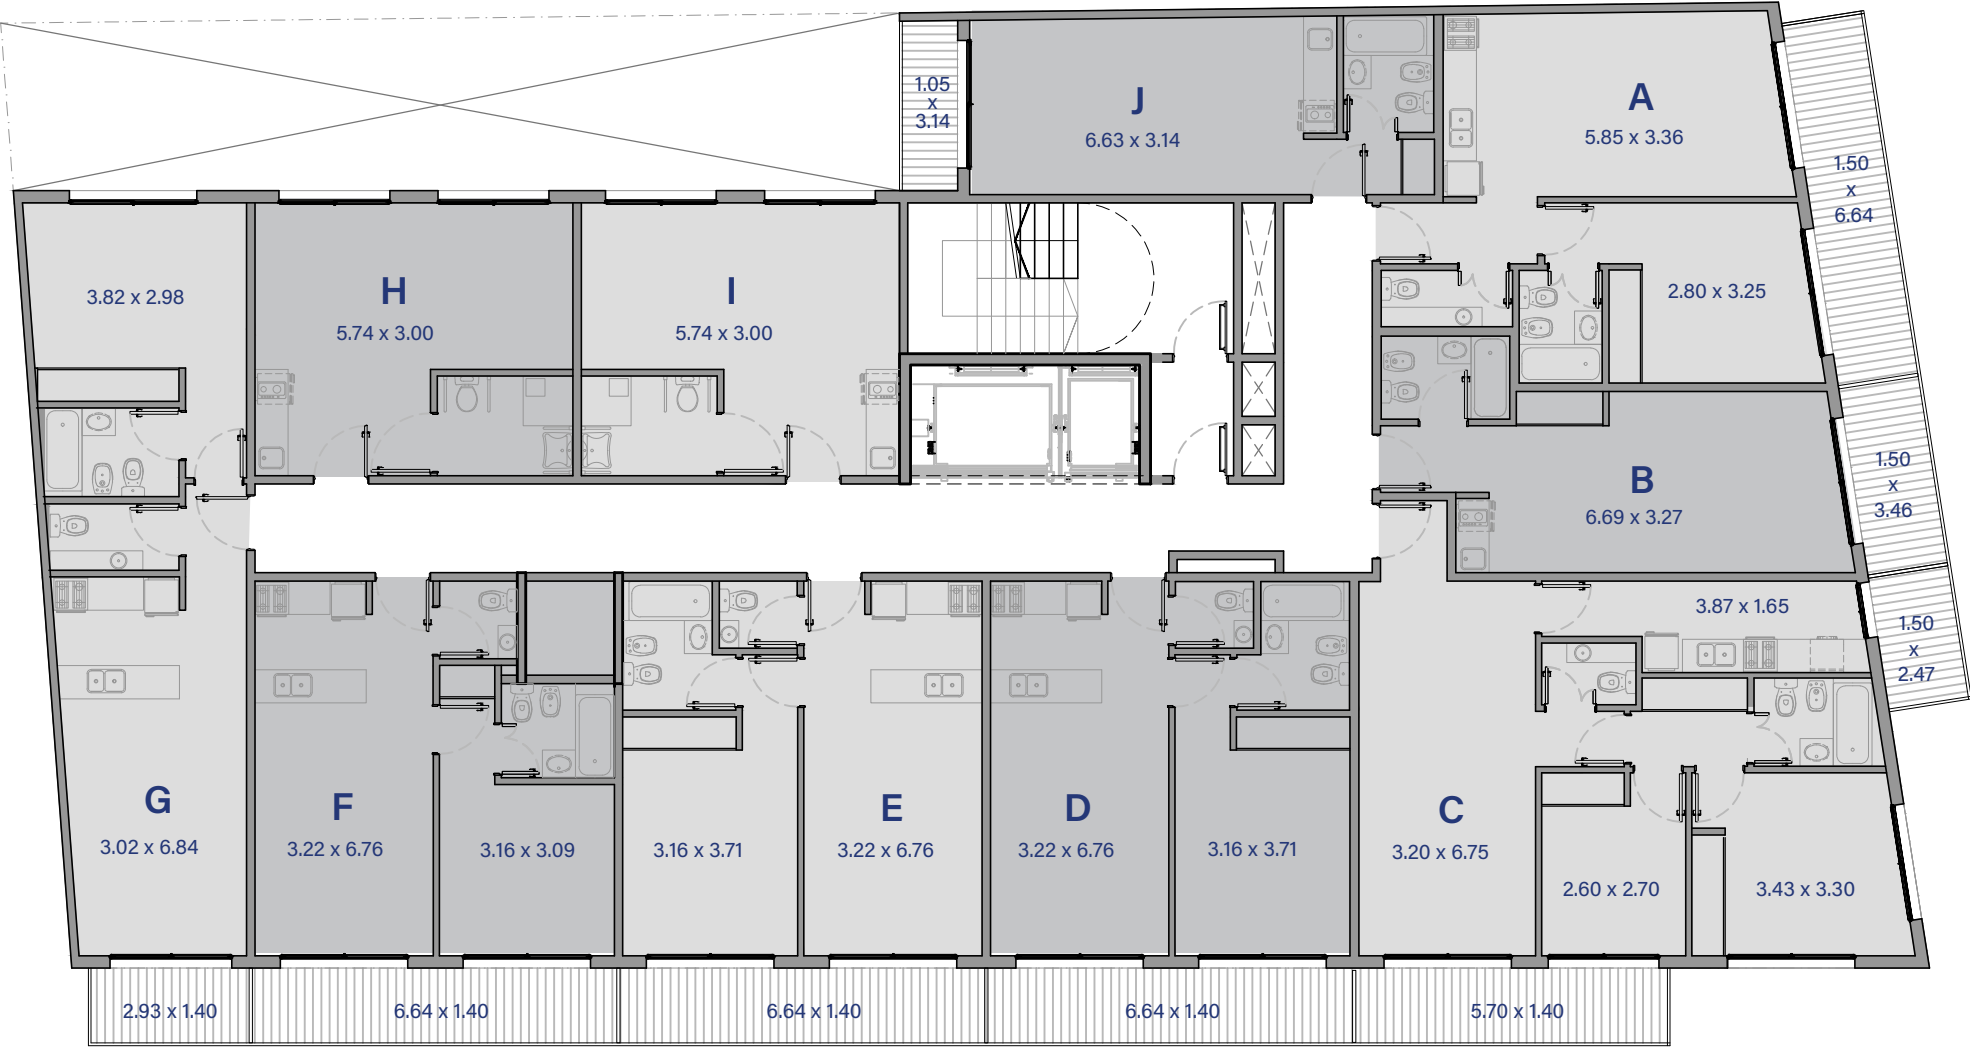 1.05
x
3.14
J
6.63 x 3.14
A
5.85 x 3.36
1.50
x
6.64
3.82 x 2.98
H
5.74 x 3.00
I
5.74 x 3.00
2.80 x 3.25
B
6.69 x 3.27
1.50
x
3.46
3.87 x 1.65
1.50
x
2.47
G
3.02 x 6.84
F
3.22 x 6.76
3.16 x 3.09
3.16 x 3.71
E
3.22 x 6.76
D
3.22 x 6.76
3.16 x 3.71
C
3.20 x 6.75
2.60 x 2.70
3.43 x 3.30
2.93 x 1.40
6.64 x 1.40
6.64 x 1.40
6.64 x 1.40
5.70 x 1.40